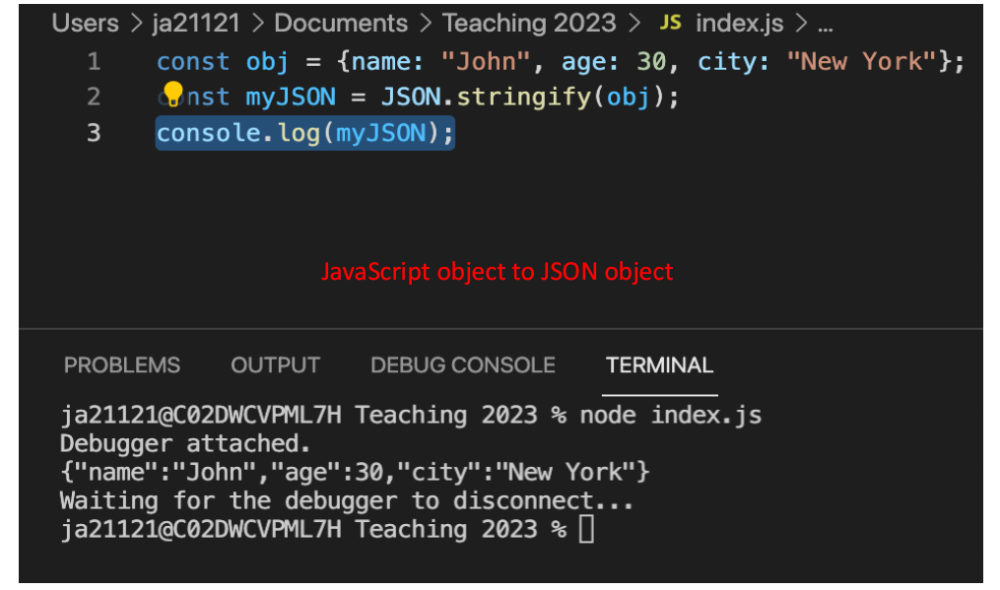 Users > ja21121 > Documents > Teaching 2023 > JS index.js > ...
1 const obj = {name: "John", age: 30, city: "New York"};
2 const myJSON = JSON.stringify(obj);
3 console.log(myJSON);
JavaScript object to JSON object
PROBLEMS OUTPUT DEBUG CONSOLE TERMINAL
ja21121@C02DWCVPML7H Teaching 2023 % node index.js
Debugger attached.
{"name":"John","age":30,"city":"New York"}
Waiting for the debugger to disconnect...
ja21121@C02DWCVPML7H Teaching 2023 %